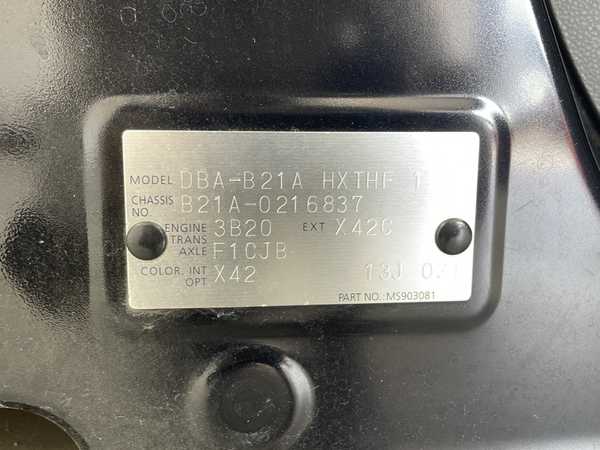 MODEL DBA-B21A HXTHF 1
CHASSIS NO. B21A-0216837
ENGINE 3B20 EXT X42C
TRANS AXLE F1CJB
COLOR, INT OPT X42 13J
PART NO.: MS903081